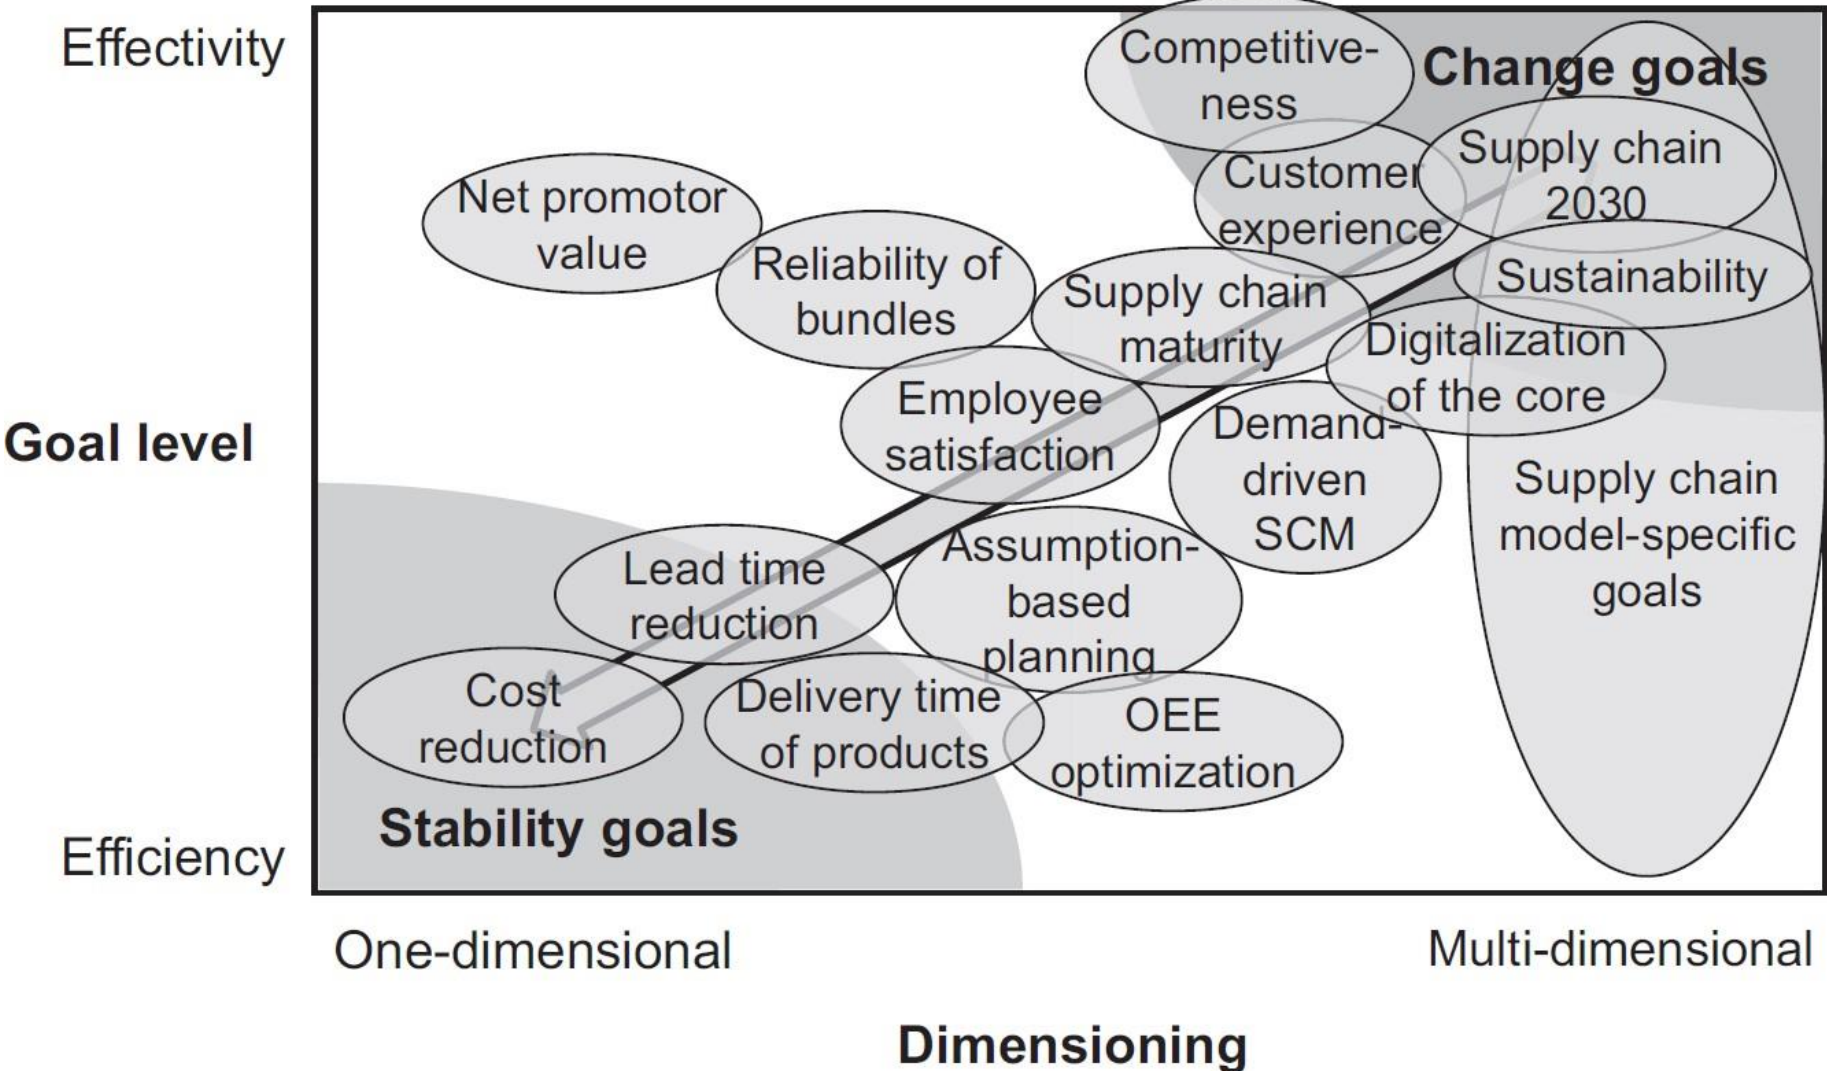 Effectivity
Competitive-
ness
Change goals
Supply chain
2030
Customer
experience
Net promotor
value
Reliability of
bundles
Supply chain
maturity
Sustainability
Digitalization
of the core
Employee
satisfaction
Demand-
driven
SCM
Goal level
Supply chain
model-specific
goals
Lead time
reduction
Assumption-
based
planning
Cost
reduction
Delivery time
of products
OEE
optimization
Stability goals
Efficiency
One-dimensional
Multi-dimensional
Dimensioning